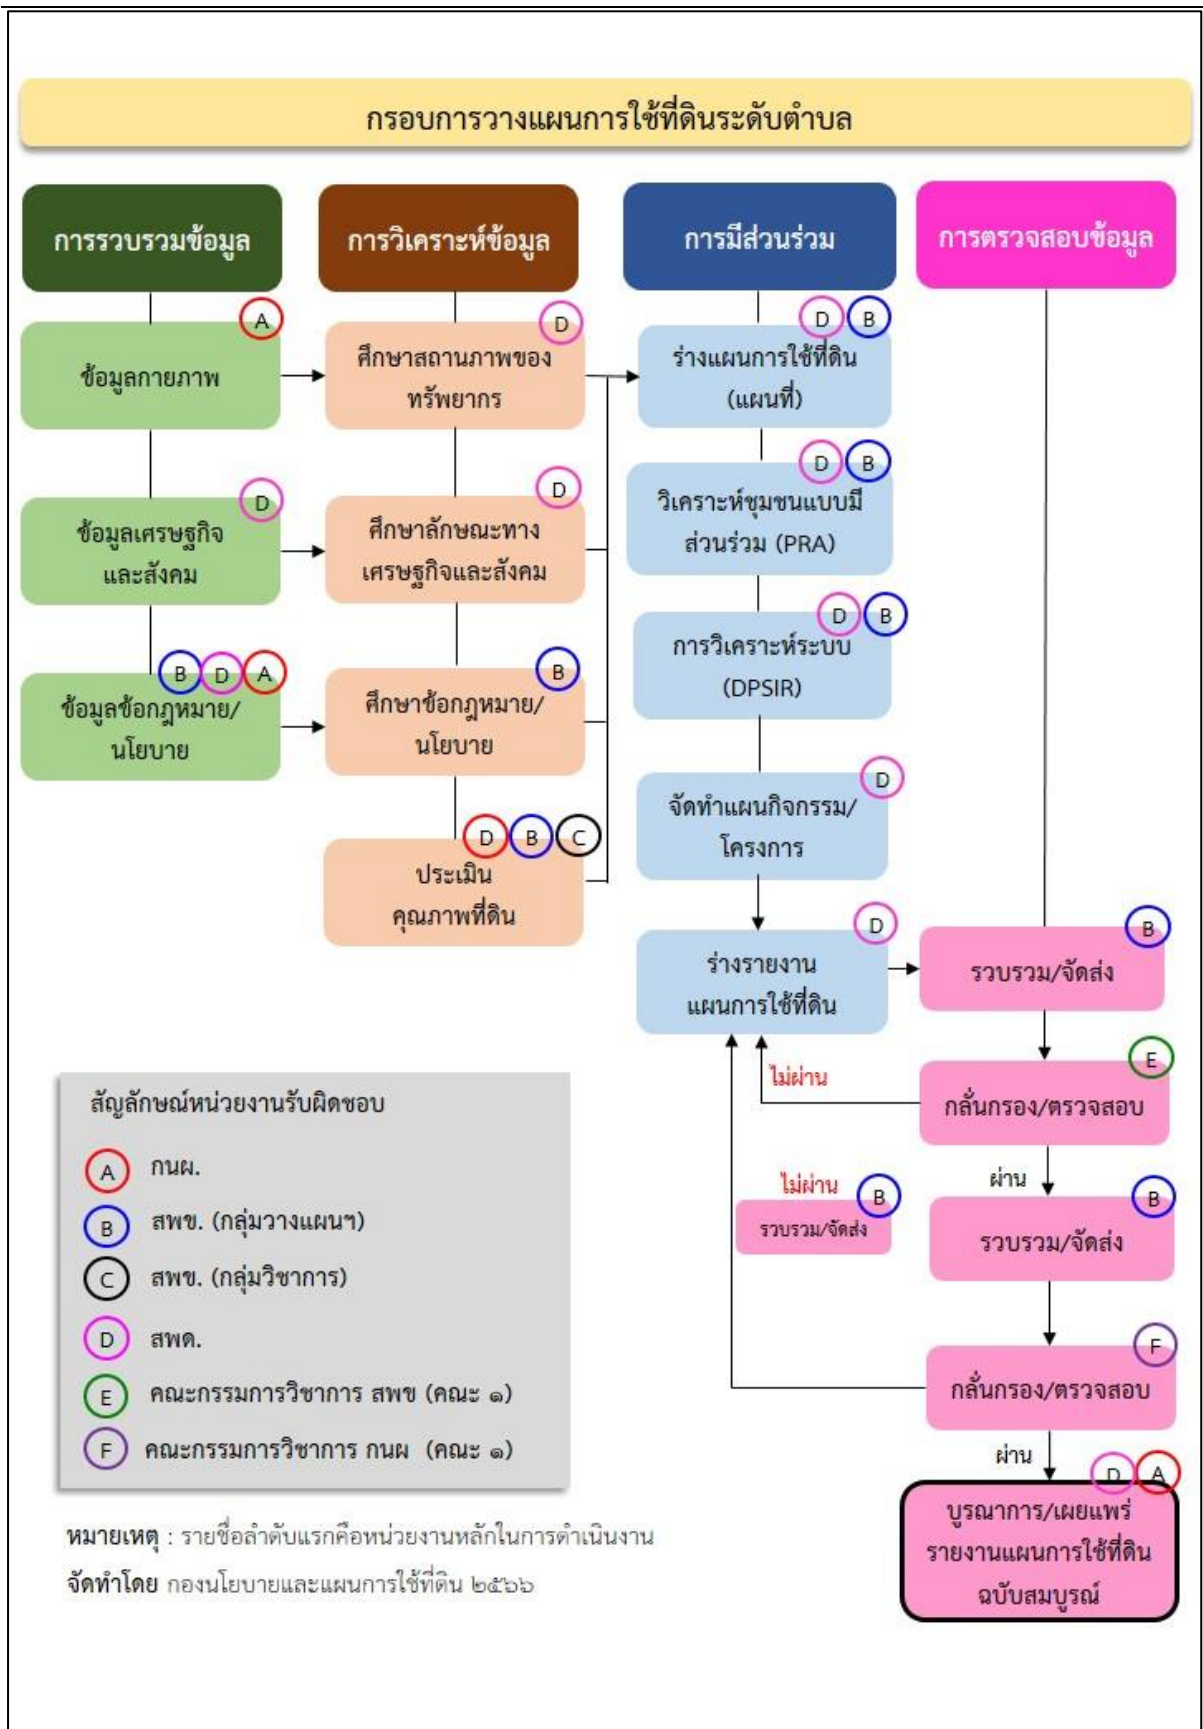 กรอบการวางแผนการใช้ที่ดินระดับตำบล
การรวบรวมข้อมูล
A
ข้อมูลกายภาพ
D
ข้อมูลเศรษฐกิจ
และสังคม
B D A
ข้อมูลข้อกฎหมาย/
นโยบาย
การวิเคราะห์ข้อมูล
D
ศึกษาสถานภาพของ
ทรัพยากร
D
ศึกษาลักษณะทาง
เศรษฐกิจและสังคม
B
ศึกษาข้อกฎหมาย/
นโยบาย
D B C
ประเมิน
คุณภาพที่ดิน
การมีส่วนร่วม
D B
ร่างแผนการใช้ที่ดิน
(แผนที่)
D B
วิเคราะห์ชุมชนแบบมี
ส่วนร่วม (PRA)
D B
การวิเคราะห์ระบบ
(DPSIR)
D
จัดทำแผนกิจกรรม/
โครงการ
D
ร่างรายงาน
แผนการใช้ที่ดิน
การตรวจสอบข้อมูล
B
รวบรวม/จัดส่ง
E
กลั่นกรอง/ตรวจสอบ
ไม่ผ่าน
ผ่าน
B
รวบรวม/จัดส่ง
F
กลั่นกรอง/ตรวจสอบ
ไม่ผ่าน
B
รวบรวม/จัดส่ง
ผ่าน
D A
บูรณาการ/เผยแพร่
รายงานแผนการใช้ที่ดิน
ฉบับสมบูรณ์
สัญลักษณ์หน่วยงานรับผิดชอบ
A กนผ.
B สพข. (กลุ่มวางแผนฯ)
C สพข. (กลุ่มวิชาการ)
D สพด.
E คณะกรรมการวิชาการ สพข (คณะ ๑)
F คณะกรรมการวิชาการ กนผ (คณะ ๑)
หมายเหตุ : รายชื่อลำดับแรกคือหน่วยงานหลักในการดำเนินงาน
จัดทำโดย กองนโยบายและแผนการใช้ที่ดิน ๒๕๖๖